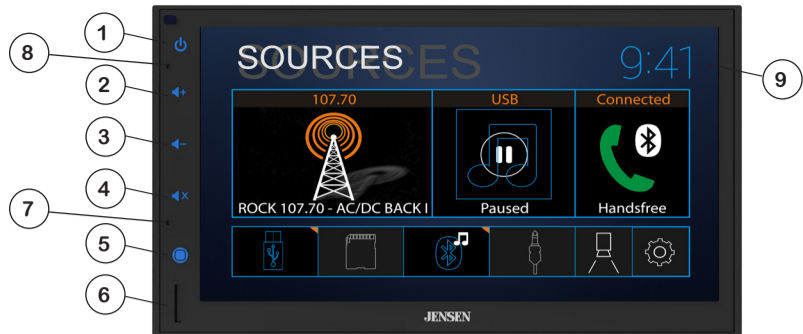 1
8
2
3
4
7
5
6
9
SOURCES
SOURCES
9:41
107.70
USB
Connected
ROCK 107.70 - AC/DC BACK I
Paused
Handsfree
JENSEN